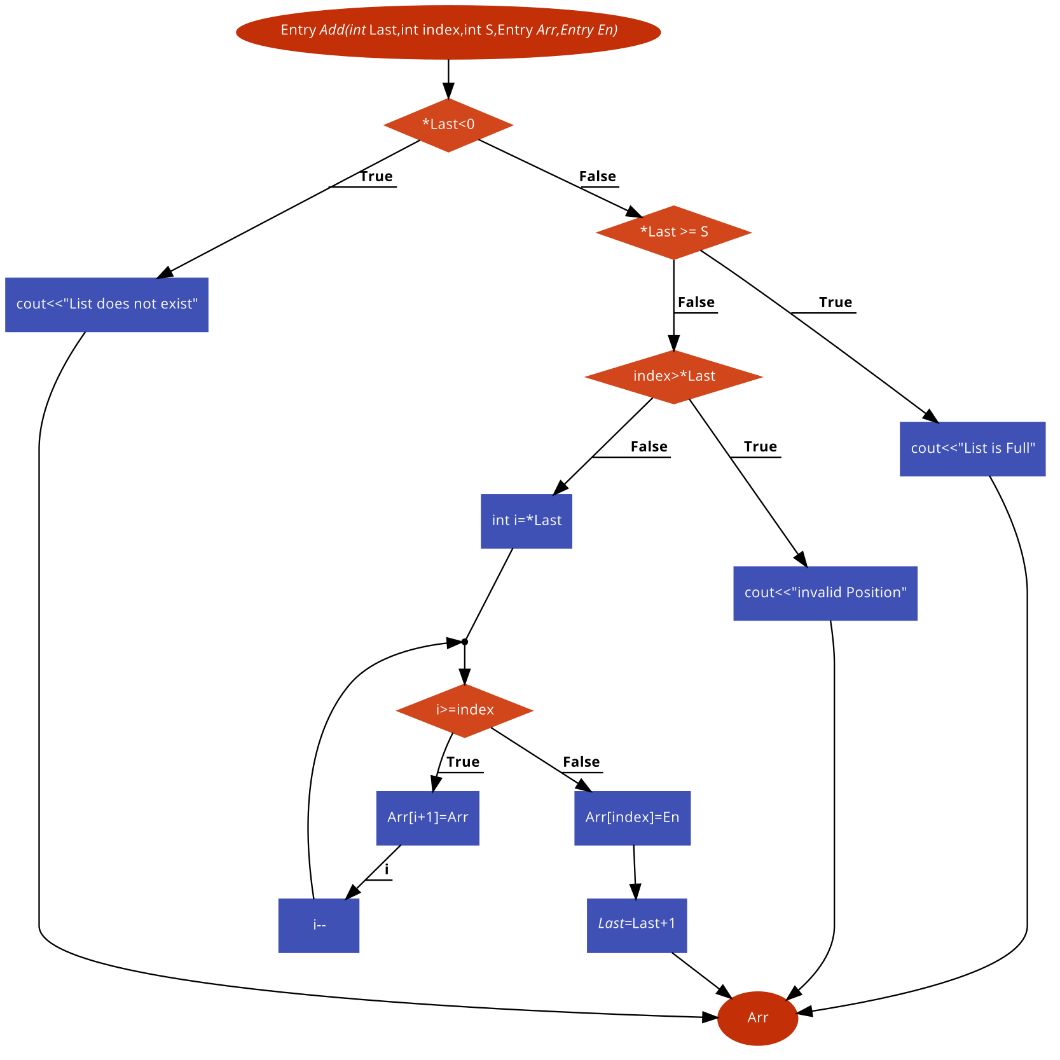 Entry Add(int Last,int index,int S,Entry Arr,Entry En)
*Last<0
True
False
*Last >= S
cout<<"List does not exist"
False
True
index>*Last
False
True
cout<<"List is Full"
int i=*Last
cout<<"invalid Position"
i>=index
True
False
Arr[i+1]=Arr
Arr[index]=En
i
i--
Last=Last+1
Arr